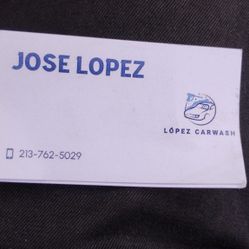 JOSE LOPEZ
LÓPEZ CARWASH
213-762-5029